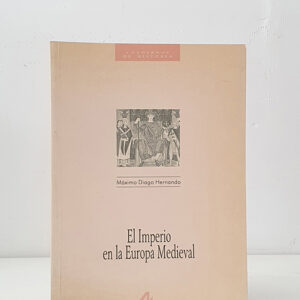 CUADERNOS
DE HISTORIA
Máximo Diago Hernando
El Imperio
en la Europa Medieval